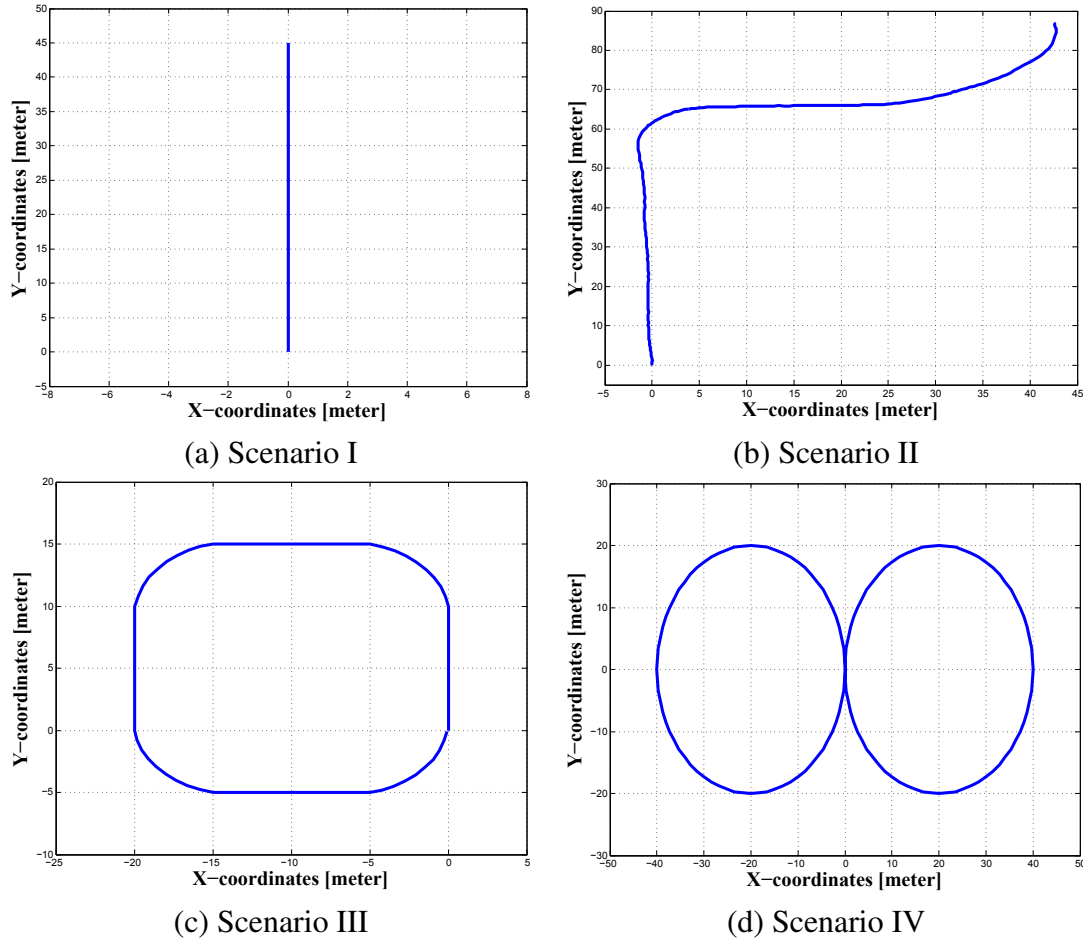 50
45
40
35
30
25
20
15
10
5
0
−5
−8 −6 −4 −2 0 2 4 6 8
Y−coordinates [meter]
X−coordinates [meter]
(a) Scenario I
90
80
70
60
50
40
30
20
10
0
−5 0 5 10 15 20 25 30 35 40 45
Y−coordinates [meter]
X−coordinates [meter]
(b) Scenario II
20
15
10
5
0
−5
−10
−25 −20 −15 −10 −5 0 5
Y−coordinates [meter]
X−coordinates [meter]
(c) Scenario III
30
20
10
0
−10
−20
−30
−50 −40 −30 −20 −10 0 10 20 30 40 50
Y−coordinates [meter]
X−coordinates [meter]
(d) Scenario IV